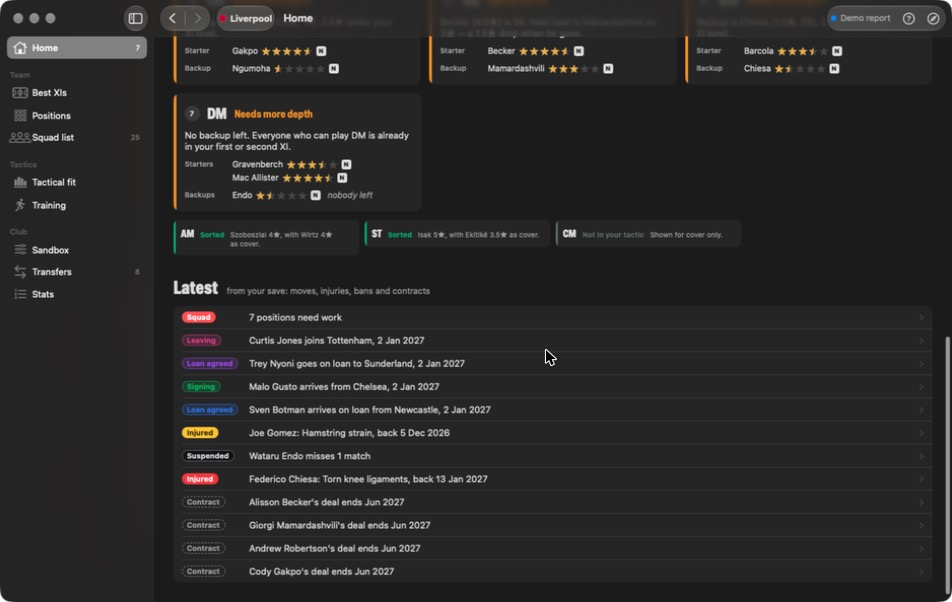 Liverpool
Home
Demo report
Home 7
Team
Best XIs
Positions
Squad list 25
Tactics
Tactical fit
Training
Club
Sandbox
Transfers 8
Stats
Starter Gakpo ★★★★★ N
Backup Ngumoha ★★★★★ N
Starter Becker ★★★★★ N
Backup Mamardashvili ★★★★★ N
Starter Barcola ★★★★★ N
Backup Chiesa ★★★★★ N
7 DM Needs more depth
No backup left. Everyone who can play DM is already
in your first or second XI.
Starters Gravenberch ★★★★★ N
Mac Allister ★★★★★ N
Backups Endo ★★★★★ N nobody left
AM Sorted Szoboszlai 4★, with Wirtz 4★
as cover.
ST Sorted Isak 5★, with Ekitiké 3.5★ as cover.
CM Not in your tactic Shown for cover only.
Latest from your save: moves, injuries, bans and contracts
Squad 7 positions need work
Leaving Curtis Jones joins Tottenham, 2 Jan 2027
Loan agreed Trey Nyoni goes on loan to Sunderland, 2 Jan 2027
Signing Malo Gusto arrives from Chelsea, 2 Jan 2027
Loan agreed Sven Botman arrives on loan from Newcastle, 2 Jan 2027
Injured Joe Gomez: Hamstring strain, back 5 Dec 2026
Suspended Wataru Endo misses 1 match
Injured Federico Chiesa: Torn knee ligaments, back 13 Jan 2027
Contract Alisson Becker's deal ends Jun 2027
Contract Giorgi Mamardashvili's deal ends Jun 2027
Contract Andrew Robertson's deal ends Jun 2027
Contract Cody Gakpo's deal ends Jun 2027